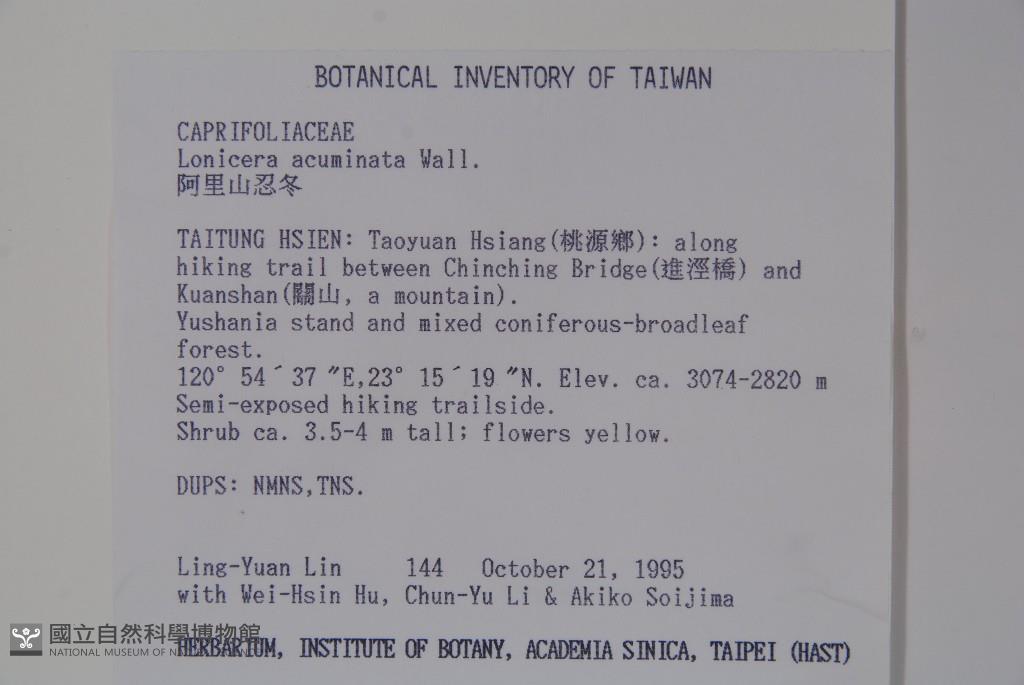 BOTANICAL INVENTORY OF TAIWAN
CAPRIFOLIACEAE
Lonicera acuminata Wall.
阿里山忍冬
TAITUNG HSIEN: Taoyuan Hsiang(桃源鄉): along
hiking trail between Chinching Bridge(進涇橋) and
Kuanshan(關山, a mountain).
Yushania stand and mixed coniferous-broadleaf
forest.
120° 54´37 ″E,23° 15´19 ″N. Elev. ca. 3074-2820 m
Semi-exposed hiking trailside.
Shrub ca. 3.5-4 m tall; flowers yellow.
DUPS: NMNS,TNS.
Ling-Yuan Lin 144 October 21, 1995
with Wei-Hsin Hu, Chun-Yu Li & Akiko Soijima
HERBARIUM, INSTITUTE OF BOTANY, ACADEMIA SINICA, TAIPEI (HAST)
國立自然科學博物館
NATIONAL MUSEUM OF